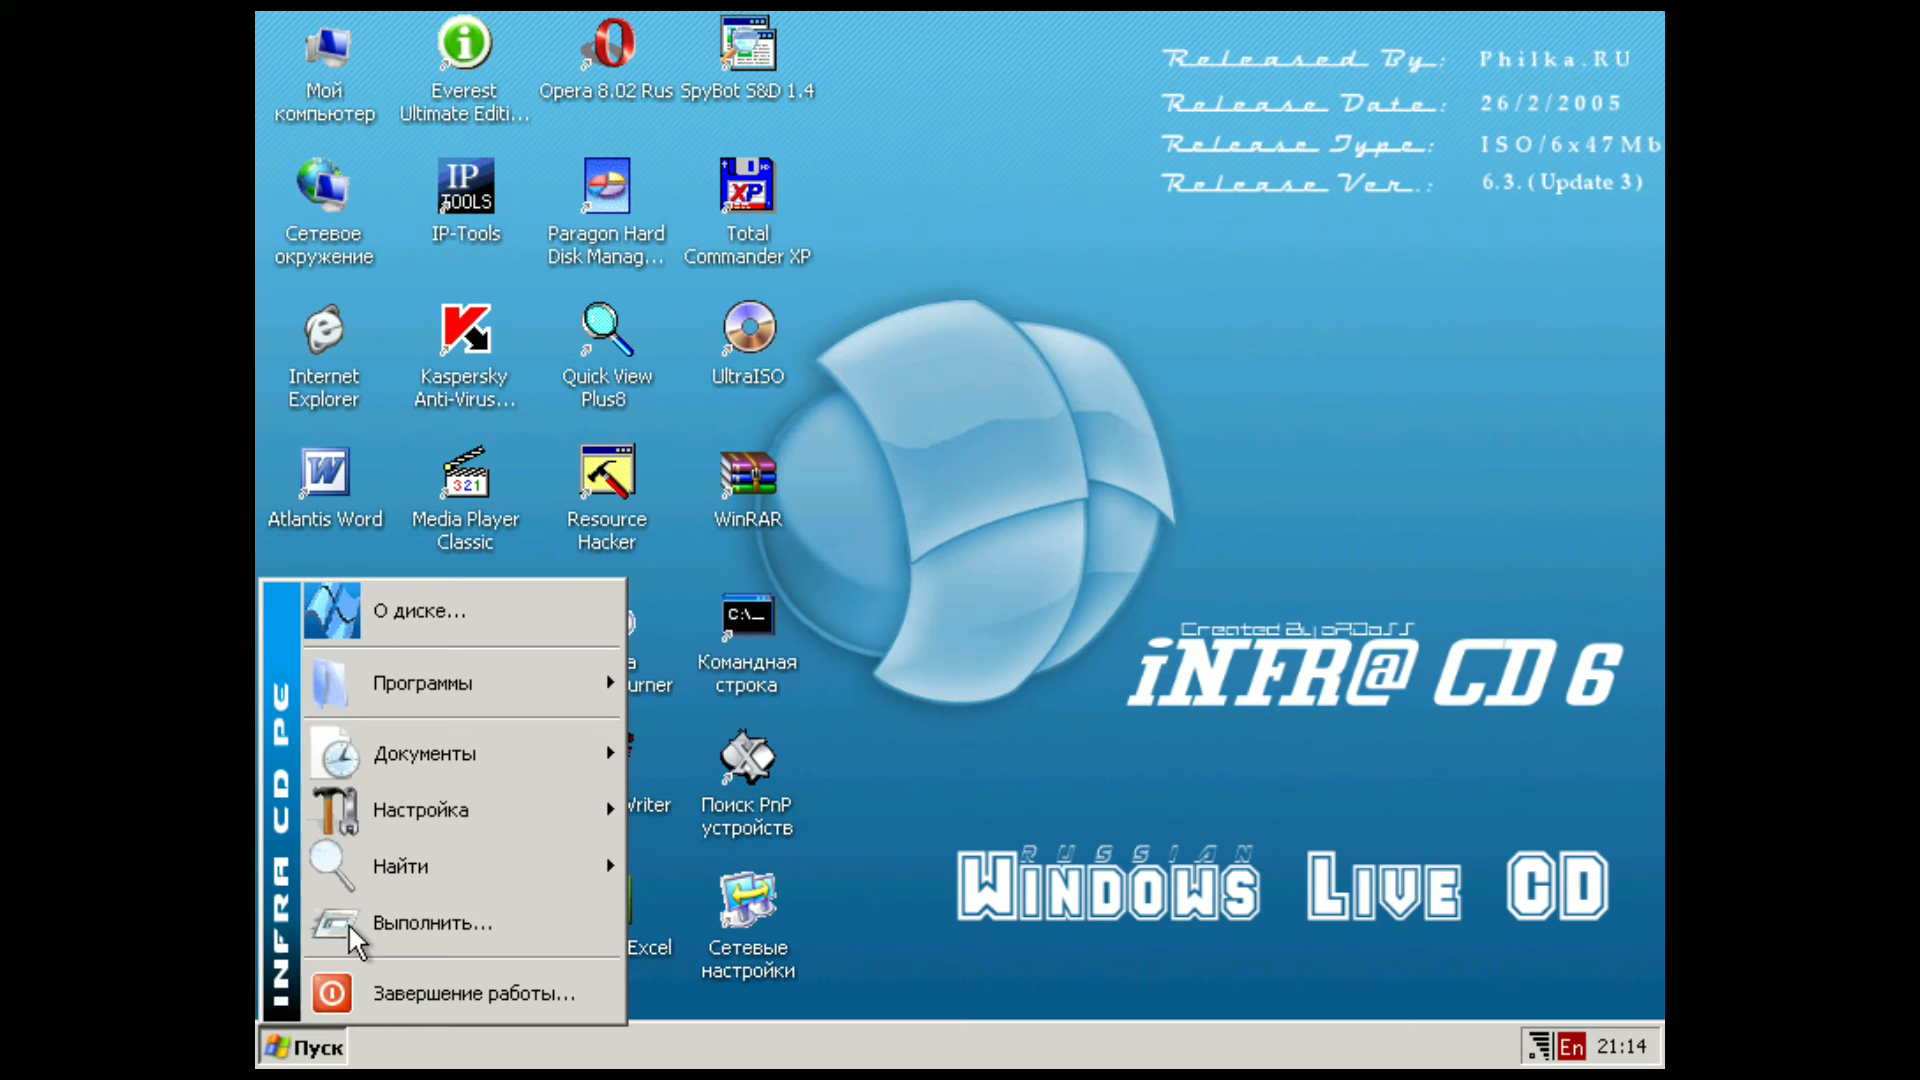 Мой
компьютер
Everest
Ultimate Editi...
Opera 8.02 Rus
SpyBot S&D 1.4
Сетевое
окружение
IP
TOOLS
IP-Tools
Paragon Hard
Disk Manag...
XP
Total
Commander XP
Internet
Explorer
Kaspersky
Anti-Virus...
Quick View
Plus8
UltraISO
W
Atlantis Word
321
Media Player
Classic
Resource
Hacker
WinRAR
C:\_
Командная
строка
urner
Поиск PnP
устройств
Writer
Сетевые
настройки
Excel
INFRA CD PE
О диске...
Программы
Документы
Настройка
Найти
Выполнить...
Завершение работы...
Пуск
Released By.: Philka.RU
Release Date.: 26/2/2005
Release Type.: ISO/6x47Mb
Release Ver..: 6.3.(Update 3)
iNFR@ CD 6
RUSSIAN
WINDOWS LIVE CD
En
21:14